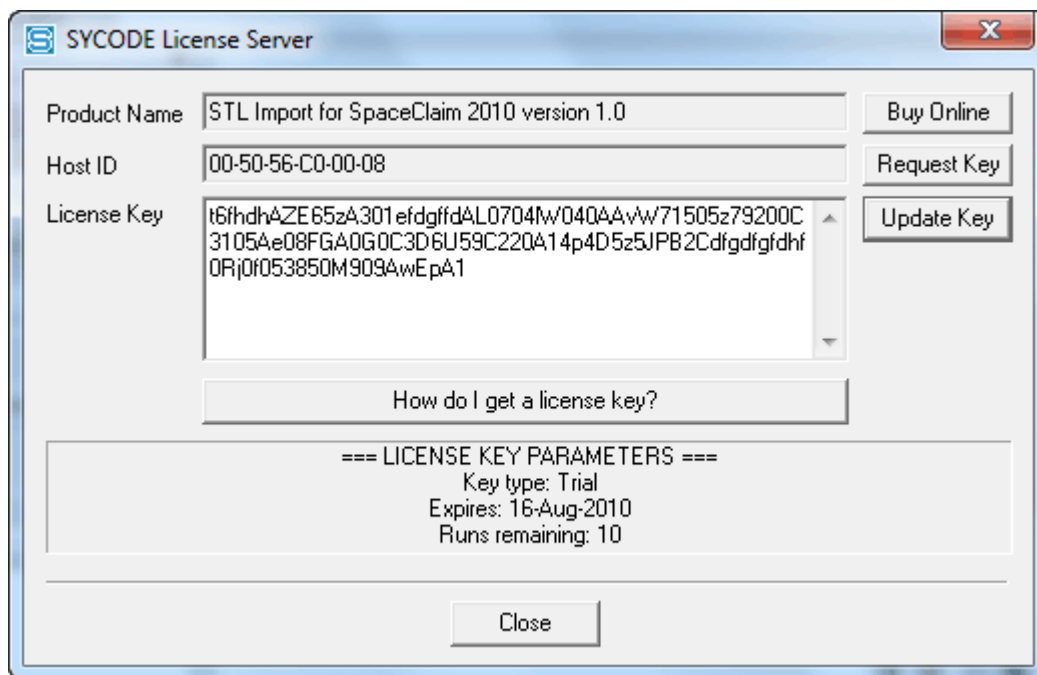 SYCODE License Server
Product Name
STL Import for SpaceClaim 2010 version 1.0
Buy Online
Host ID
00-50-56-C0-00-08
Request Key
License Key
t6fhdhAZE65zA301efdgffdAL0704IW040AAvW71505z79200C
3105Ae08FGA0G0C3D6U59C220A14p4D5z5JPB2Cdfgdfgfdhf
0Rj0f053850M909AwEpA1
Update Key
How do I get a license key?
=== LICENSE KEY PARAMETERS ===
Key type: Trial
Expires: 16-Aug-2010
Runs remaining: 10
Close